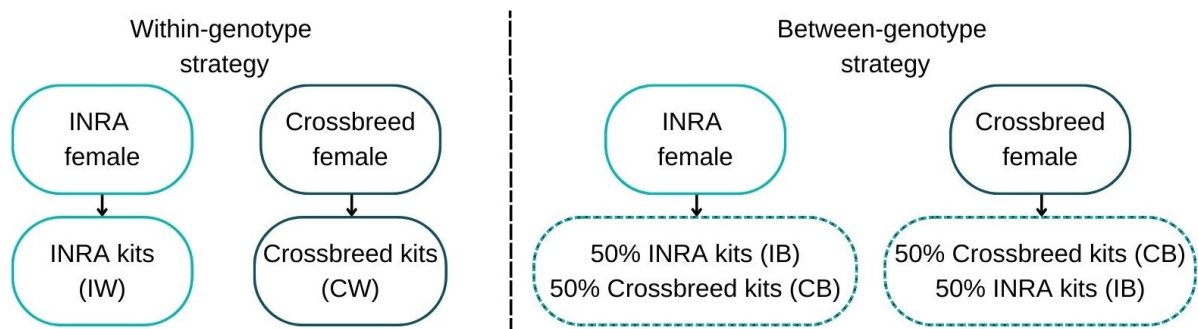 Within-genotype
strategy
INRA
female
Crossbreed
female
INRA kits
(IW)
Crossbreed kits
(CW)
Between-genotype
strategy
INRA
female
Crossbreed
female
50% INRA kits (IB)
50% Crossbreed kits (CB)
50% Crossbreed kits (CB)
50% INRA kits (IB)